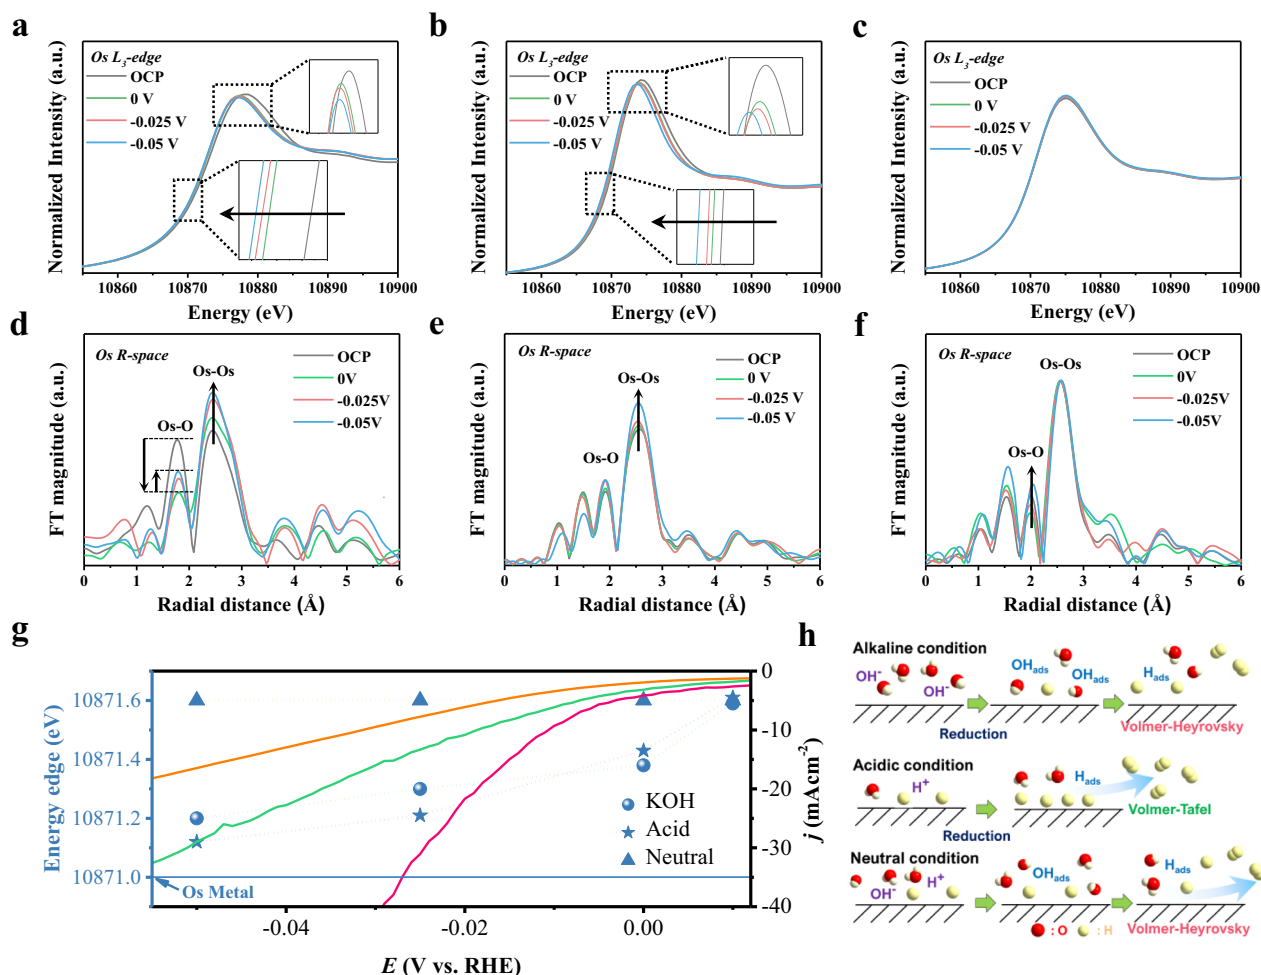 a
Os L3-edge
OCP
0 V
-0.025 V
-0.05 V
Normalized Intensity (a.u.)
10860 10870 10880 10890 10900
Energy (eV)
b
Os L3-edge
OCP
0 V
-0.025 V
-0.05 V
Normalized Intensity (a.u.)
10860 10870 10880 10890 10900
Energy (eV)
c
Os L3-edge
OCP
0 V
-0.025 V
-0.05 V
Normalized Intensity (a.u.)
10860 10870 10880 10890 10900
Energy (eV)
d
Os R-space
OCP
0V
-0.025V
-0.05V
Os-Os
Os-O
FT magnitude (a.u.)
0 1 2 3 4 5 6
Radial distance (Å)
e
Os R-space
OCP
0 V
-0.025 V
-0.05 V
Os-Os
Os-O
FT magnitude (a.u.)
0 1 2 3 4 5 6
Radial distance (Å)
f
Os R-space
OCP
0 V
-0.025 V
-0.05 V
Os-Os
Os-O
FT magnitude (a.u.)
0 1 2 3 4 5 6
Radial distance (Å)
g
Energy edge (eV)
10871.6
10871.4
10871.2
10871.0
Os Metal
KOH
Acid
Neutral
0
-10
-20
-30
-40
j (mAcm-2)
-0.04 -0.02 0.00
E (V vs. RHE)
h
Alkaline condition
OH-
OH-
OHads
OHads
Hads
Reduction
Volmer-Heyrovsky
Acidic condition
H+
Hads
Volmer-Tafel
Reduction
Neutral condition
OH-
H+
OHads
Hads
Volmer-Heyrovsky
: O : H